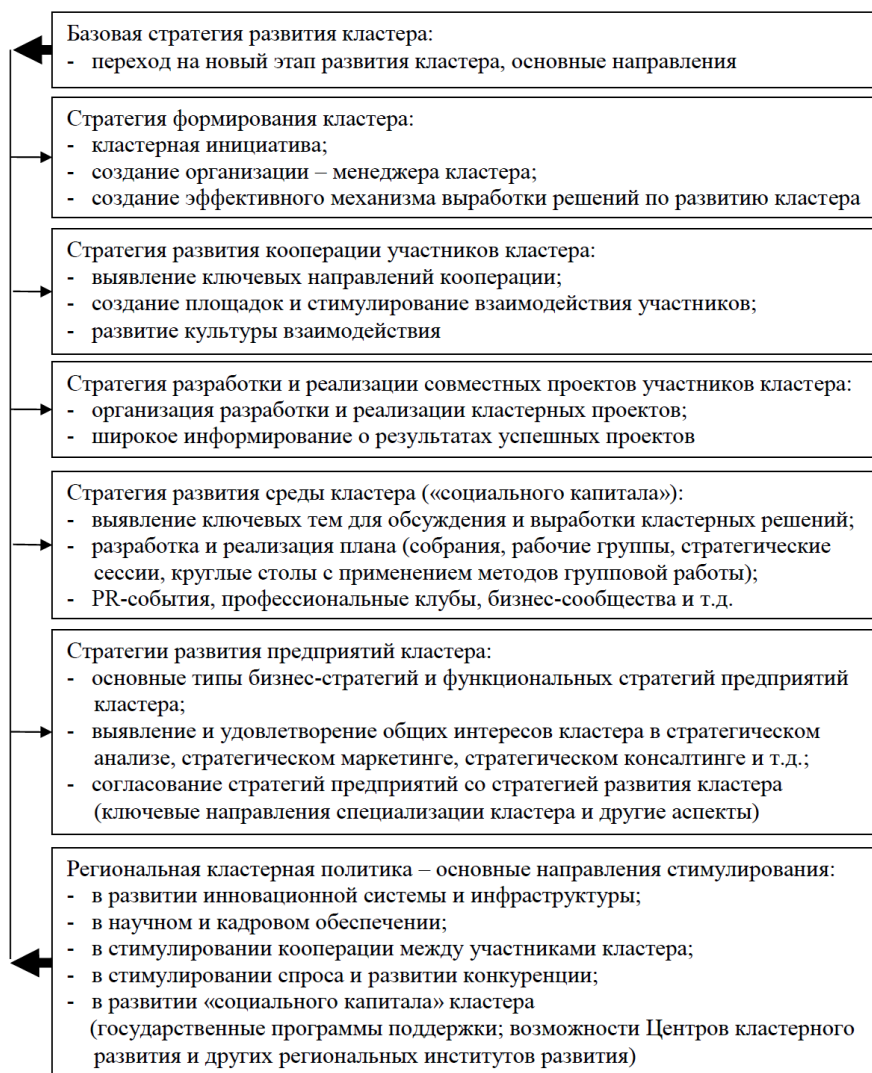 Базовая стратегия развития кластера:
- переход на новый этап развития кластера, основные направления
Стратегия формирования кластера:
- кластерная инициатива;
- создание организации – менеджера кластера;
- создание эффективного механизма выработки решений по развитию кластера
Стратегия развития кооперации участников кластера:
- выявление ключевых направлений кооперации;
- создание площадок и стимулирование взаимодействия участников;
- развитие культуры взаимодействия
Стратегия разработки и реализации совместных проектов участников кластера:
- организация разработки и реализации кластерных проектов;
- широкое информирование о результатах успешных проектов
Стратегия развития среды кластера («социального капитала»):
- выявление ключевых тем для обсуждения и выработки кластерных решений;
- разработка и реализация плана (собрания, рабочие группы, стратегические
сессии, круглые столы с применением методов групповой работы);
- PR-события, профессиональные клубы, бизнес-сообщества и т.д.
Стратегии развития предприятий кластера:
- основные типы бизнес-стратегий и функциональных стратегий предприятий
кластера;
- выявление и удовлетворение общих интересов кластера в стратегическом
анализе, стратегическом маркетинге, стратегическом консалтинге и т.д.;
- согласование стратегий предприятий со стратегией развития кластера
(ключевые направления специализации кластера и другие аспекты)
Региональная кластерная политика – основные направления стимулирования:
- в развитии инновационной системы и инфраструктуры;
- в научном и кадровом обеспечении;
- в стимулировании кооперации между участниками кластера;
- в стимулировании спроса и развитии конкуренции;
- в развитии «социального капитала» кластера
(государственные программы поддержки; возможности Центров кластерного
развития и других региональных институтов развития)